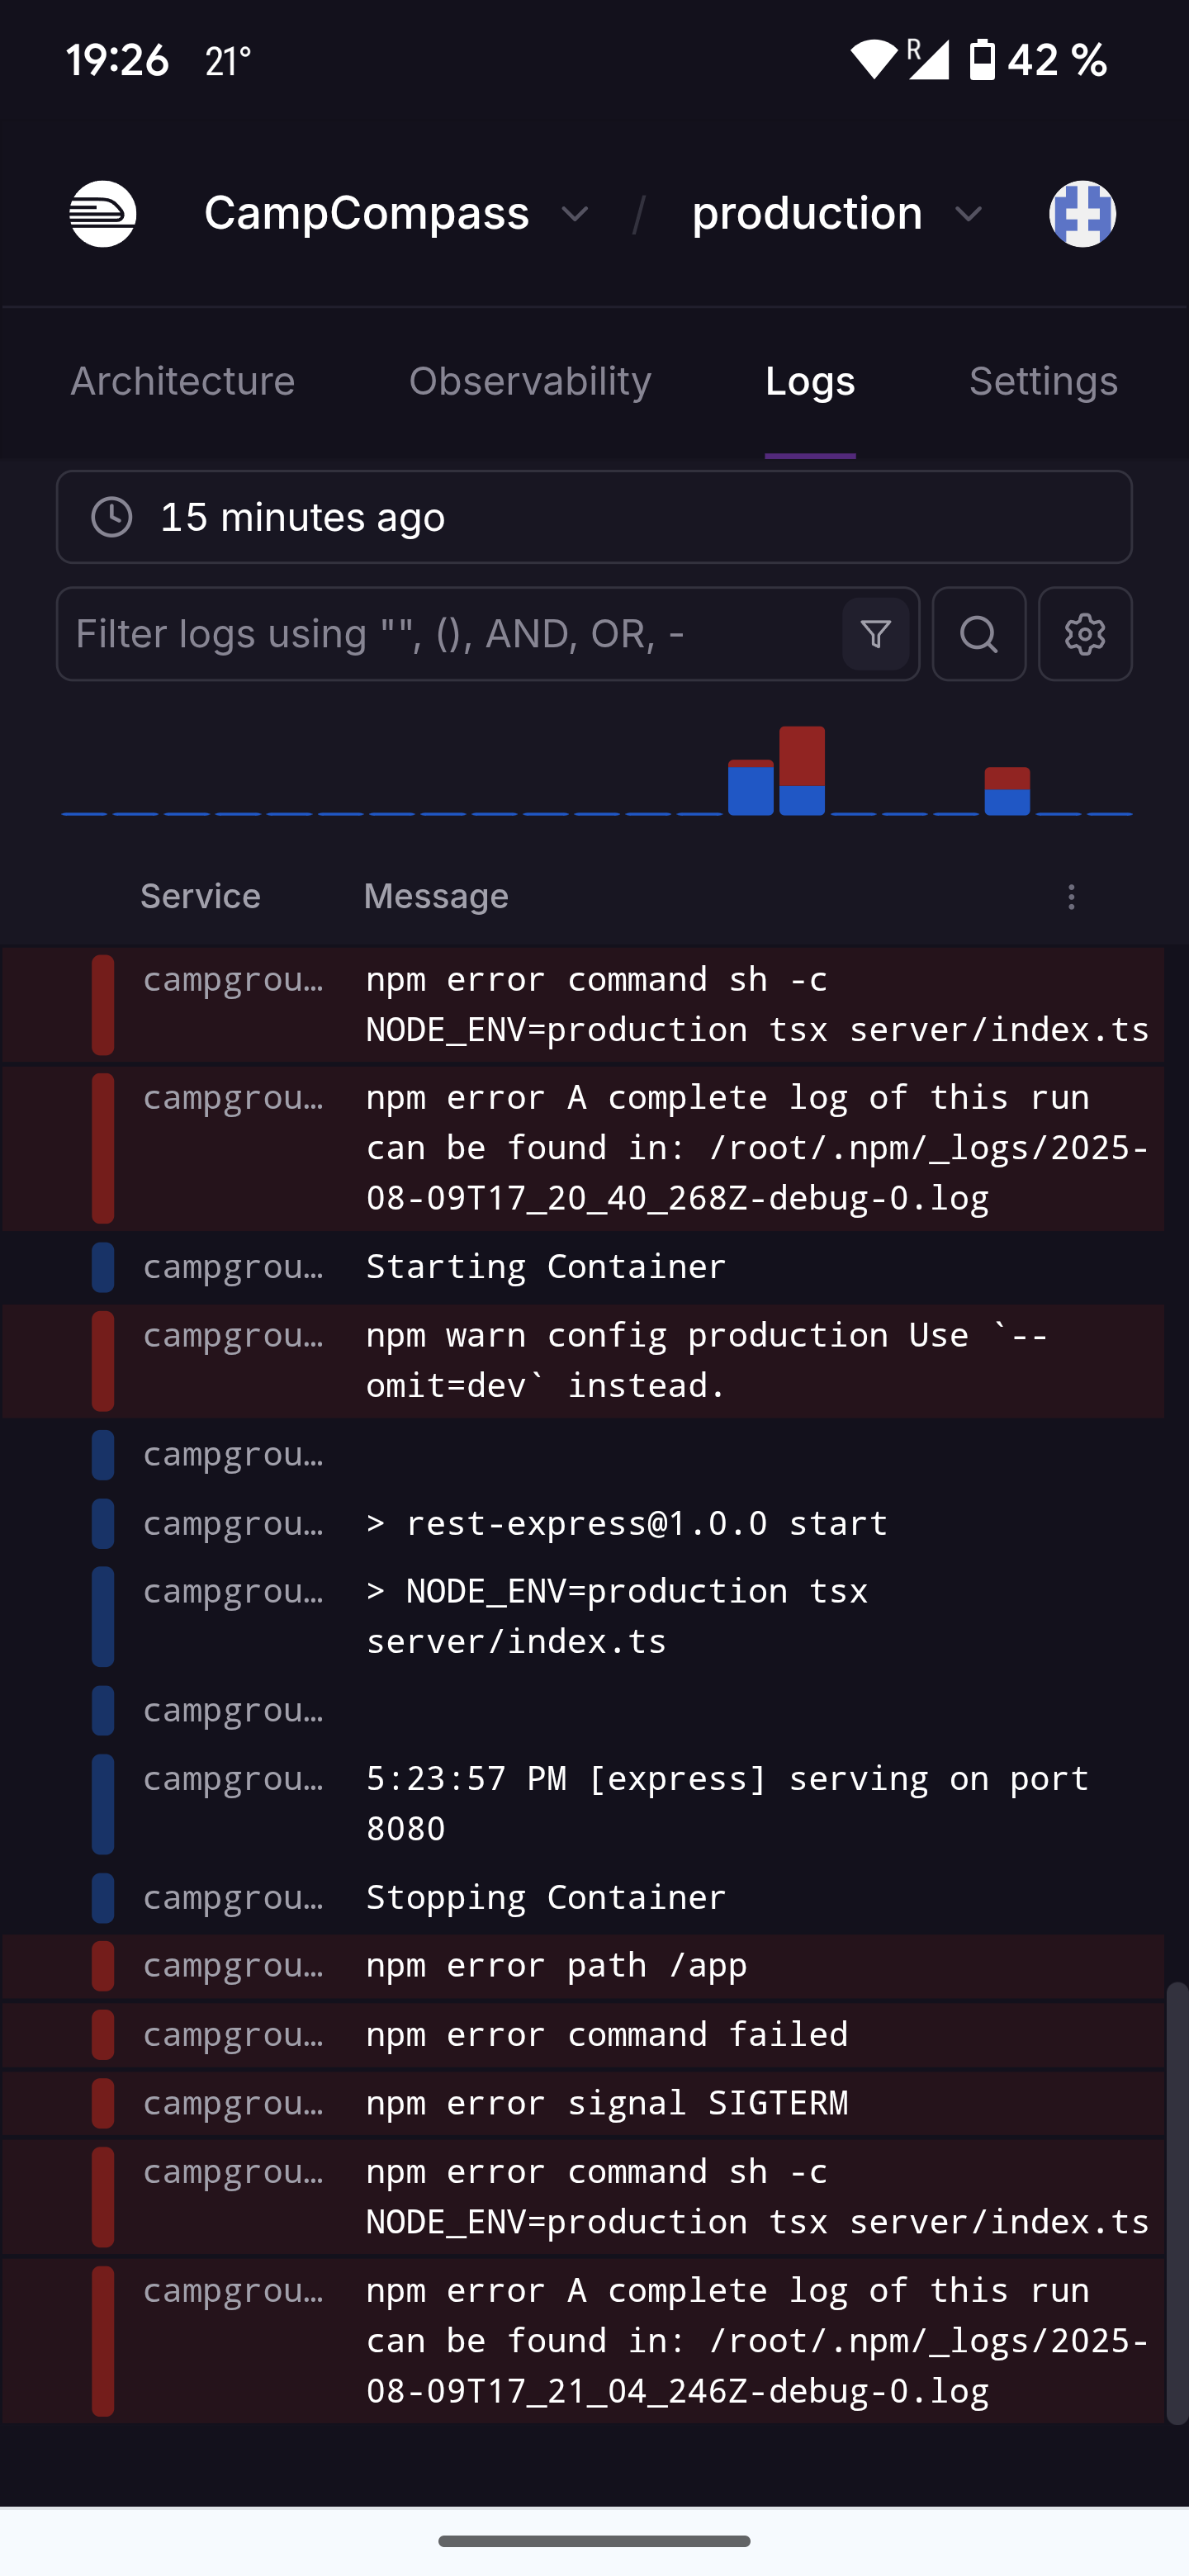 19:26 21° R 42 %
CampCompass / production
Architecture Observability Logs Settings
15 minutes ago
Filter logs using "", (), AND, OR, -
Service Message
campgrou… npm error command sh -c
NODE_ENV=production tsx server/index.ts
campgrou… npm error A complete log of this run
can be found in: /root/.npm/_logs/2025-
08-09T17_20_40_268Z-debug-0.log
campgrou… Starting Container
campgrou… npm warn config production Use `--
omit=dev` instead.
campgrou…
campgrou… > rest-express@1.0.0 start
campgrou… > NODE_ENV=production tsx
server/index.ts
campgrou…
campgrou… 5:23:57 PM [express] serving on port
8080
campgrou… Stopping Container
campgrou… npm error path /app
campgrou… npm error command failed
campgrou… npm error signal SIGTERM
campgrou… npm error command sh -c
NODE_ENV=production tsx server/index.ts
campgrou… npm error A complete log of this run
can be found in: /root/.npm/_logs/2025-
08-09T17_21_04_246Z-debug-0.log